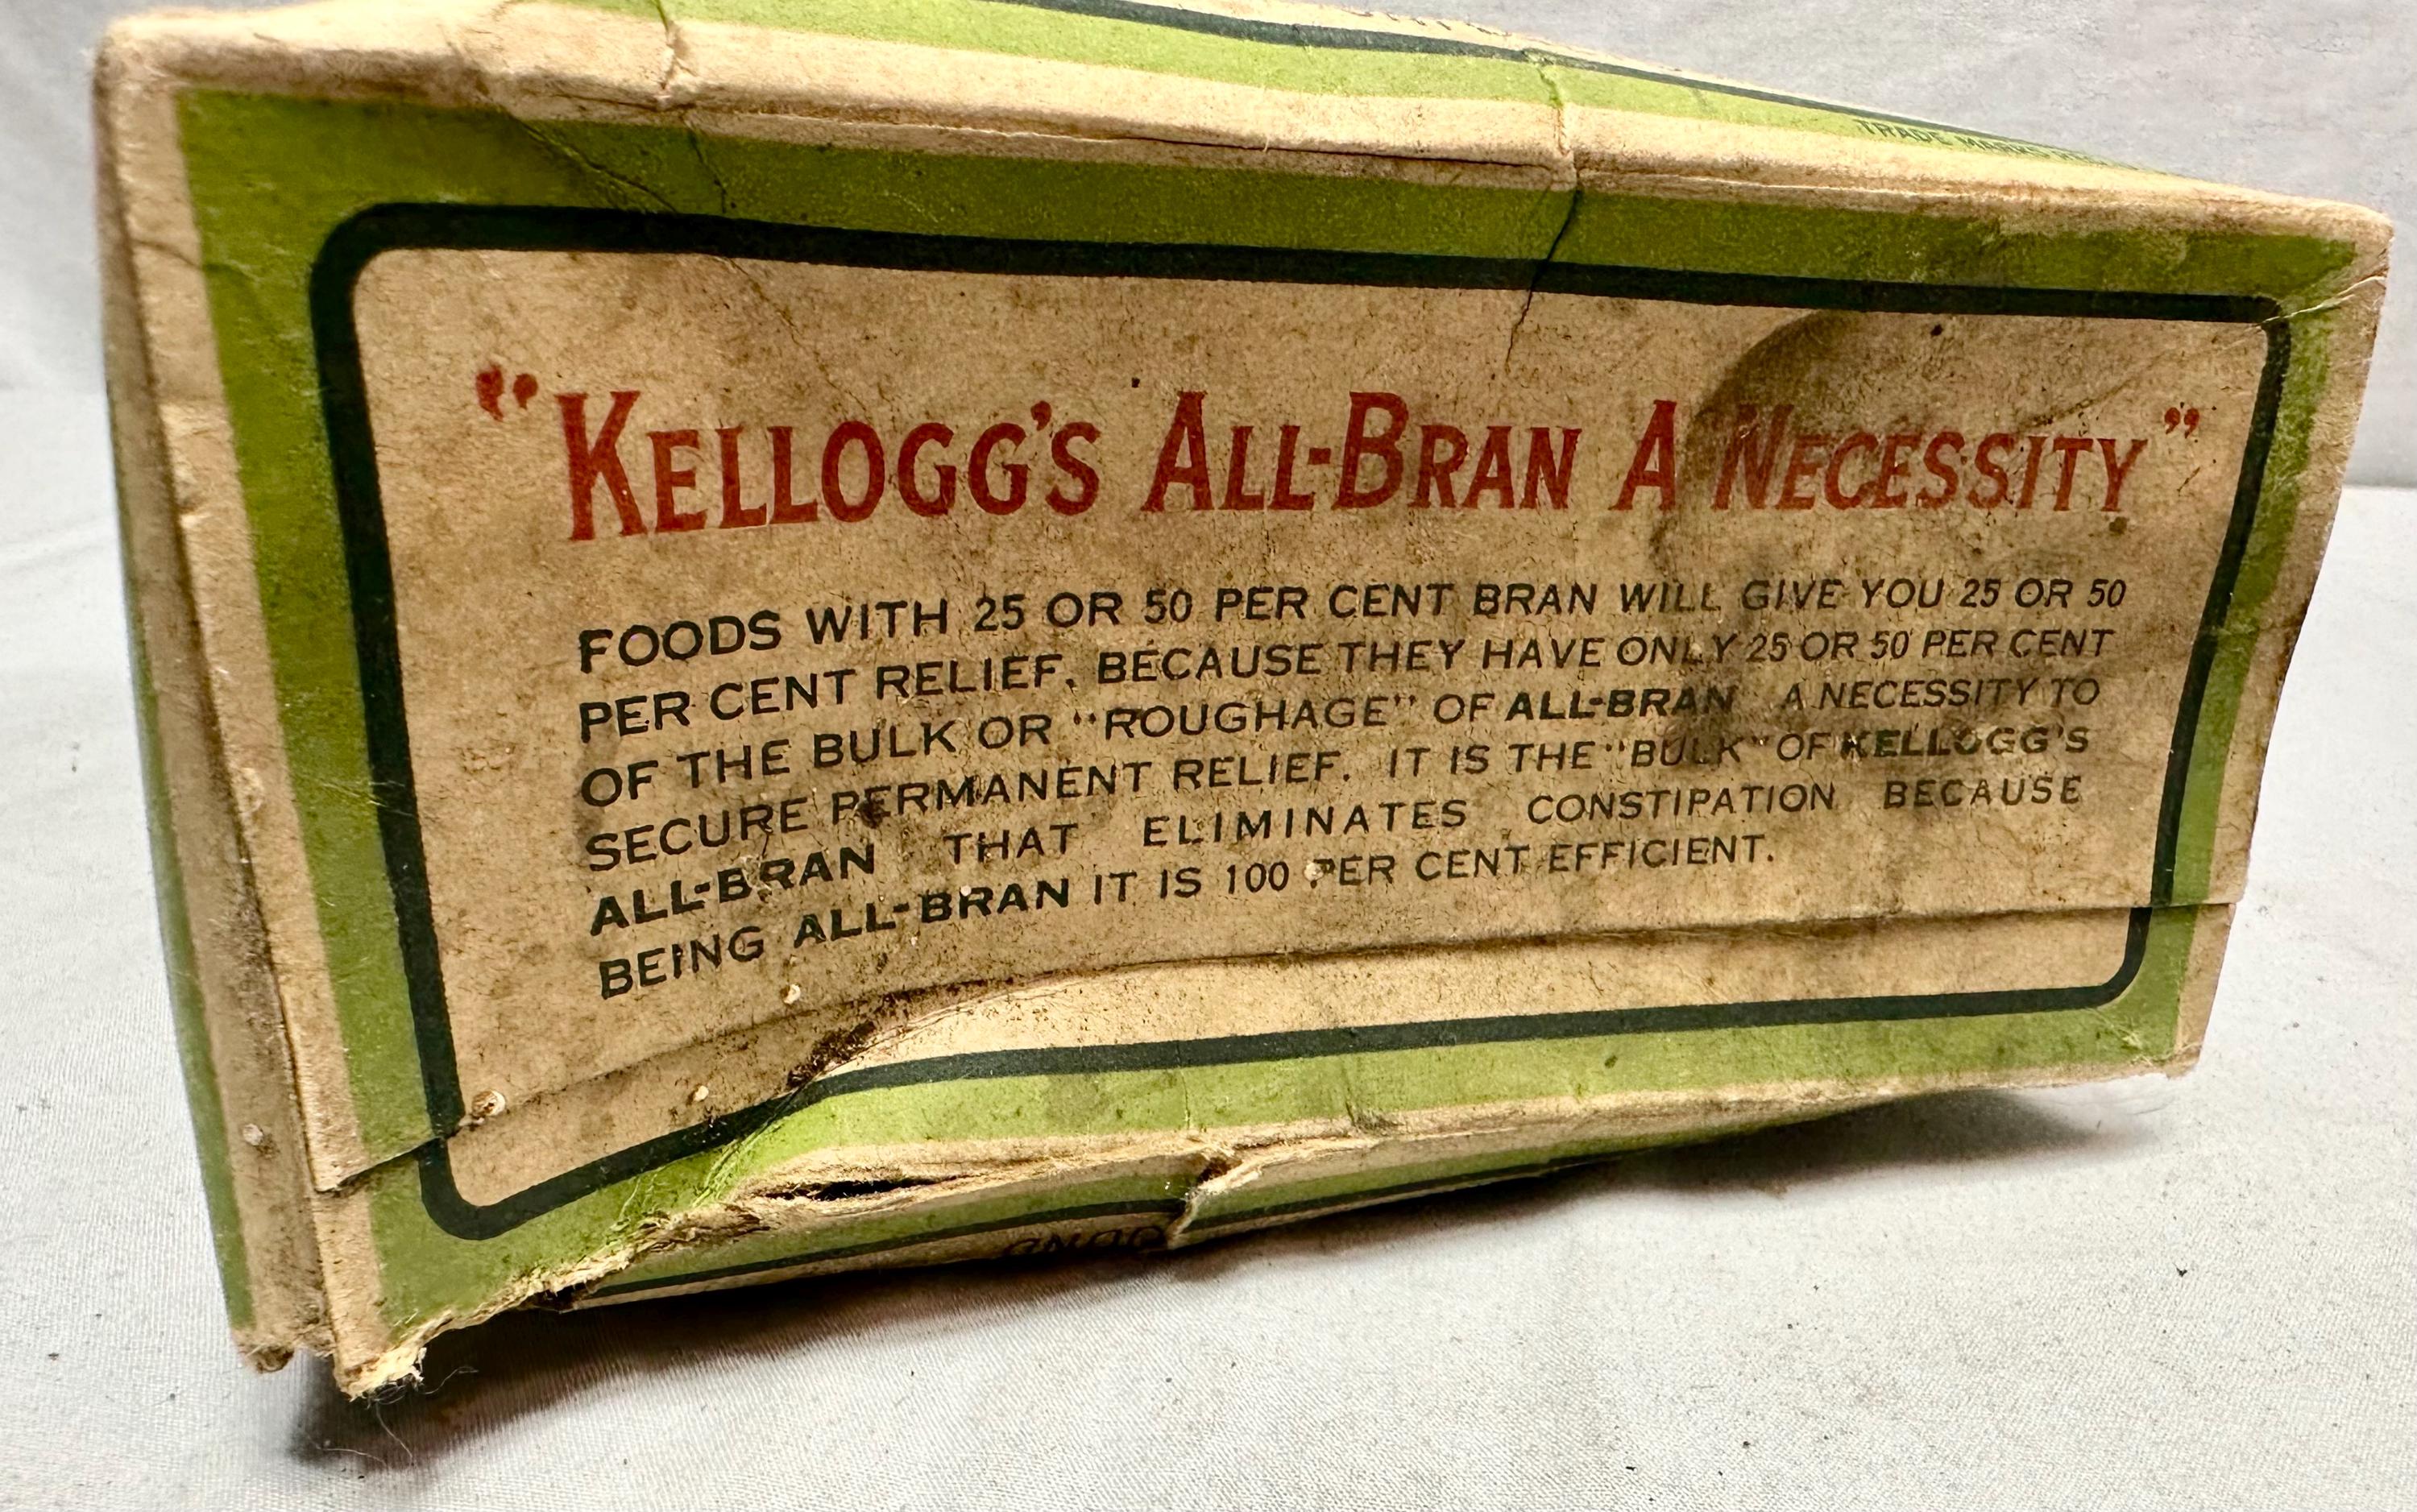 TRADE MARK
"KELLOGG'S ALL-BRAN A NECESSITY"
FOODS WITH 25 OR 50 PER CENT BRAN WILL GIVE YOU 25 OR 50
PER CENT RELIEF, BECAUSE THEY HAVE ONLY 25 OR 50 PER CENT
OF THE BULK OR "ROUGHAGE" OF ALL-BRAN A NECESSITY TO
SECURE PERMANENT RELIEF. IT IS THE "BULK" OF KELLOGG'S
ALL-BRAN THAT ELIMINATES CONSTIPATION BECAUSE
BEING ALL-BRAN IT IS 100 PER CENT EFFICIENT.